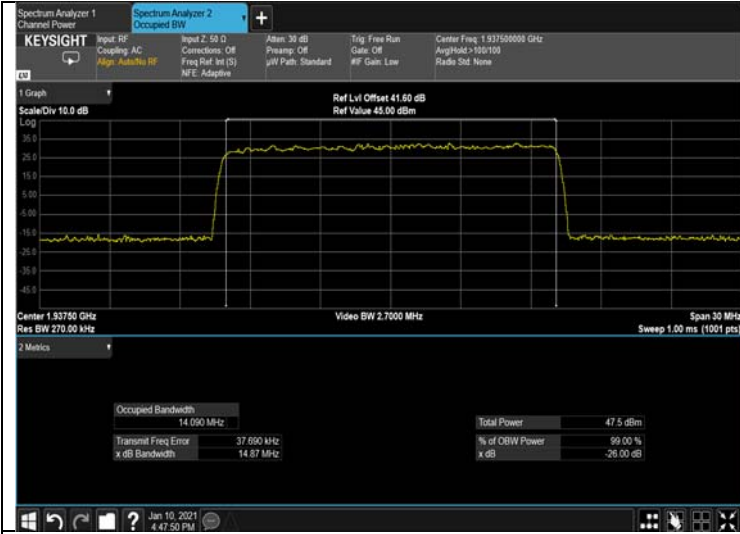 Spectrum Analyzer 1
Channel Power
Spectrum Analyzer 2
Occupied BW
+
KEYSIGHT
LXI
Input: RF
Coupling: AC
Align: Auto/No RF
Input Z: 50 Ω
Corrections: Off
Freq Ref: Int (S)
NFE: Adaptive
Atten: 30 dB
Preamp: Off
µW Path: Standard
Trig: Free Run
Gate: Off
#IF Gain: Low
Center Freq: 1.937500000 GHz
Avg|Hold:>100/100
Radio Std: None
1 Graph
Scale/Div 10.0 dB
Ref Lvl Offset 41.60 dB
Ref Value 45.00 dBm
Log
35.0
25.0
15.0
5.00
-5.00
-15.0
-25.0
-35.0
-45.0
Center 1.93750 GHz
Res BW 270.00 kHz
Video BW 2.7000 MHz
Span 30 MHz
Sweep 1.00 ms (1001 pts)
2 Metrics
Occupied Bandwidth
14.090 MHz
Transmit Freq Error 37.690 kHz
x dB Bandwidth 14.87 MHz
Total Power 47.5 dBm
% of OBW Power 99.00 %
x dB -26.00 dB
?
Jan 10, 2021
4:47:50 PM